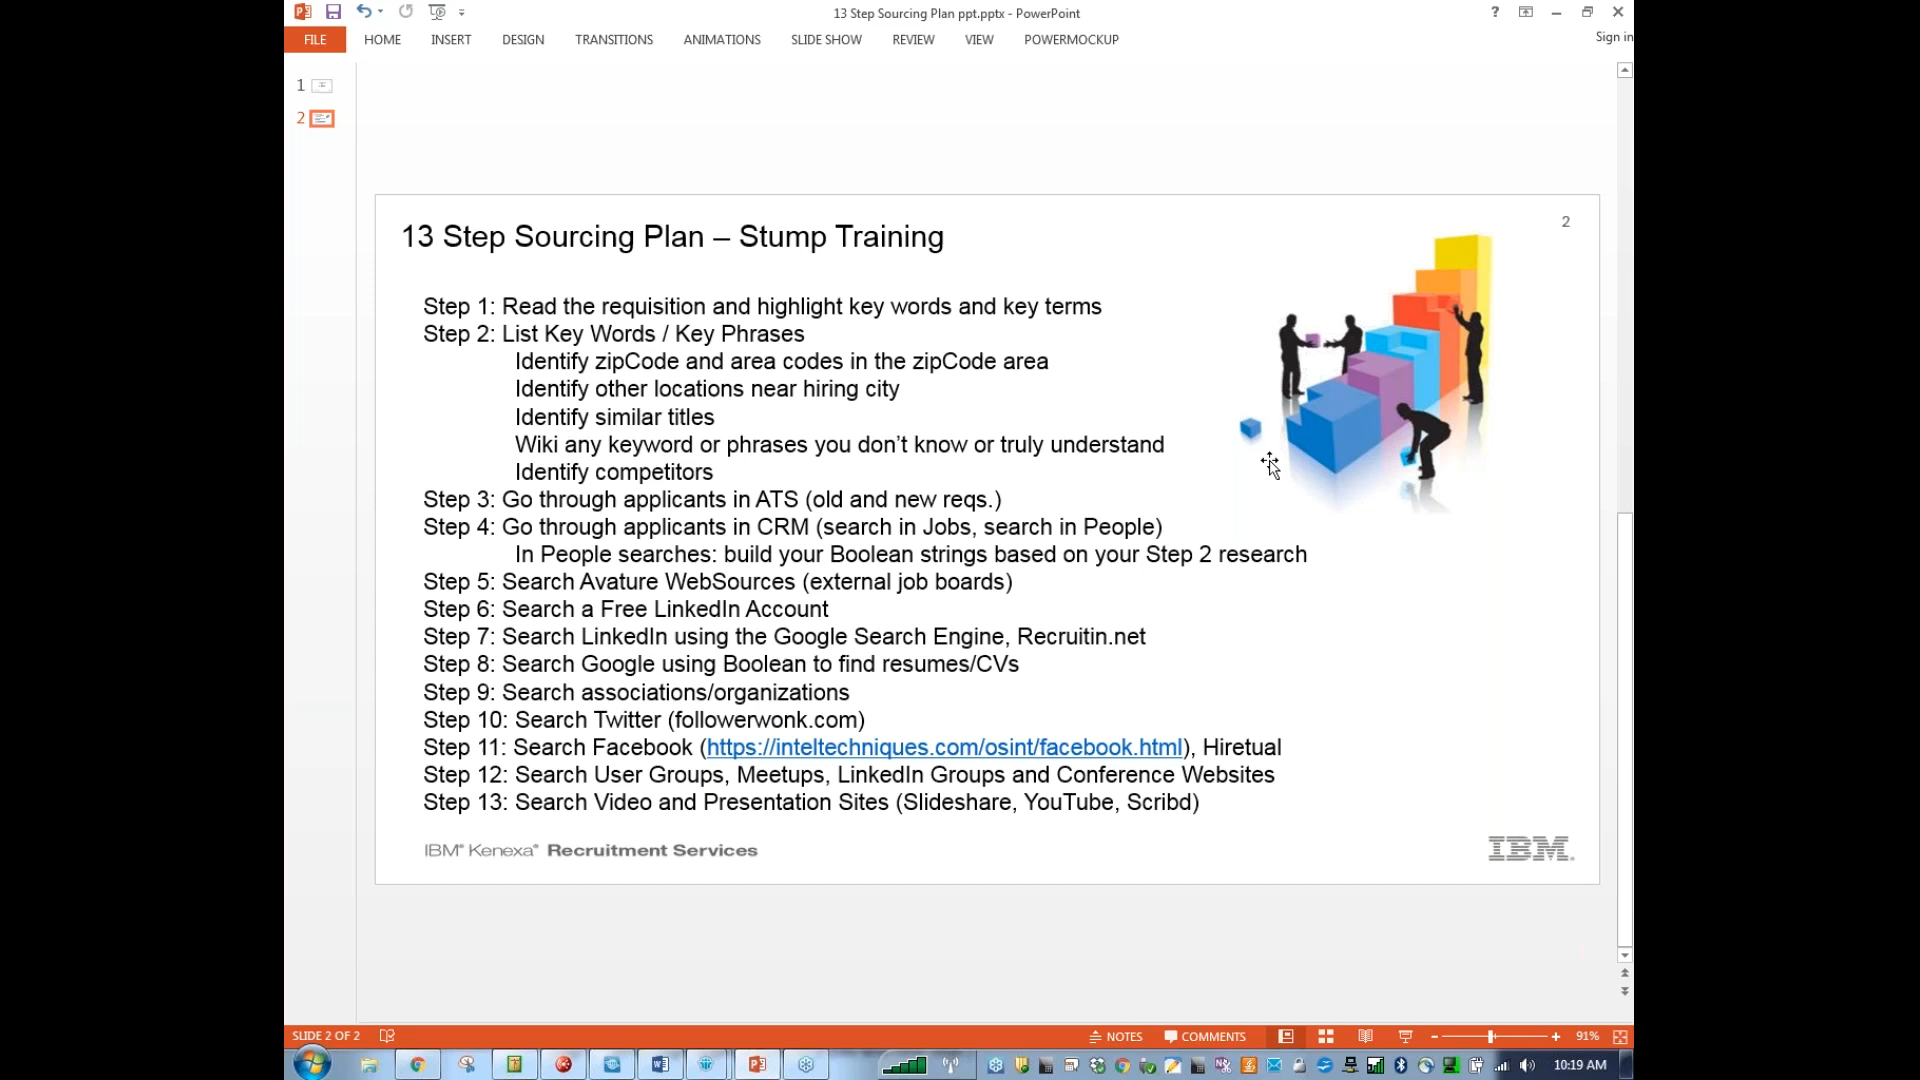 13 Step Sourcing Plan ppt.pptx - PowerPoint
?
Sign in
FILE HOME INSERT DESIGN TRANSITIONS ANIMATIONS SLIDE SHOW REVIEW VIEW POWERMOCKUP
1
2
2
13 Step Sourcing Plan – Stump Training
Step 1: Read the requisition and highlight key words and key terms
Step 2: List Key Words / Key Phrases
Identify zipCode and area codes in the zipCode area
Identify other locations near hiring city
Identify similar titles
Wiki any keyword or phrases you don’t know or truly understand
Identify competitors
Step 3: Go through applicants in ATS (old and new reqs.)
Step 4: Go through applicants in CRM (search in Jobs, search in People)
In People searches: build your Boolean strings based on your Step 2 research
Step 5: Search Avature WebSources (external job boards)
Step 6: Search a Free LinkedIn Account
Step 7: Search LinkedIn using the Google Search Engine, Recruitin.net
Step 8: Search Google using Boolean to find resumes/CVs
Step 9: Search associations/organizations
Step 10: Search Twitter (followerwonk.com)
Step 11: Search Facebook (https://inteltechniques.com/osint/facebook.html), Hiretual
Step 12: Search User Groups, Meetups, LinkedIn Groups and Conference Websites
Step 13: Search Video and Presentation Sites (Slideshare, YouTube, Scribd)
IBM® Kenexa® Recruitment Services
IBM®
SLIDE 2 OF 2 NOTES COMMENTS 91%
10:19 AM